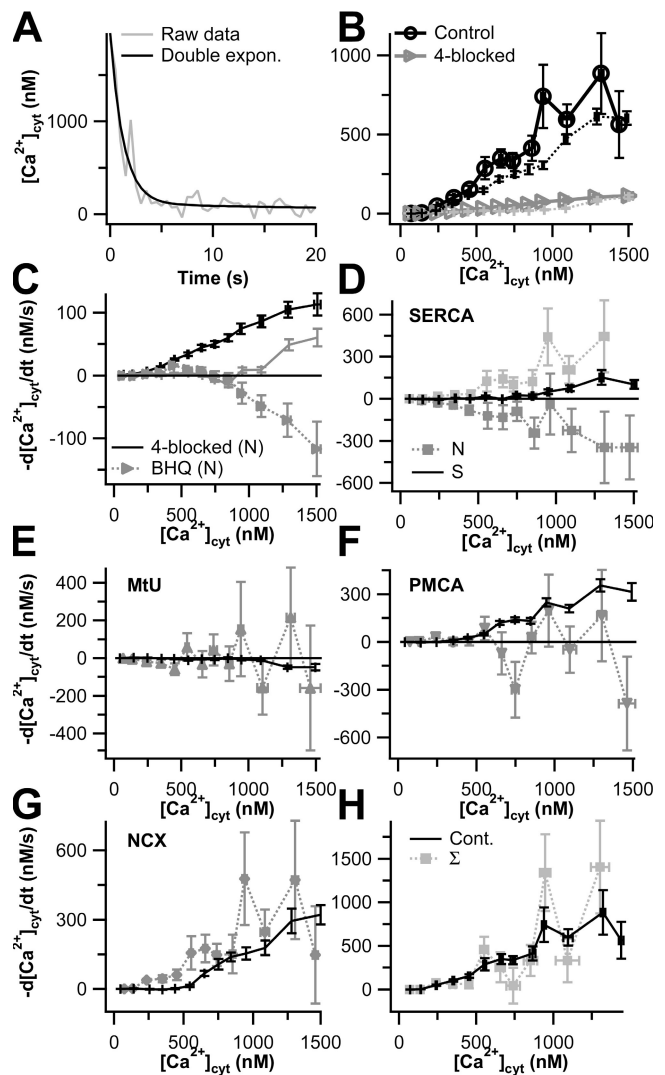 A
Raw data
Double expon.
[Ca2+]cyt (nM)
1000
0
0
10
20
Time (s)
B
Control
4-blocked
1000
500
0
0
500
1000
1500
[Ca2+]cyt (nM)
C
-d[Ca2+]cyt/dt (nM/s)
100
0
-100
4-blocked (N)
BHQ (N)
0
500
1000
1500
[Ca2+]cyt (nM)
D
SERCA
600
300
0
-300
-600
N
S
0
500
1000
1500
[Ca2+]cyt (nM)
E
MtU
-d[Ca2+]cyt/dt (nM/s)
400
200
0
-200
-400
0
500
1000
1500
[Ca2+]cyt (nM)
F
PMCA
300
0
-300
-600
0
500
1000
1500
[Ca2+]cyt (nM)
G
NCX
-d[Ca2+]cyt/dt (nM/s)
600
300
0
0
500
1000
1500
[Ca2+]cyt (nM)
H
Cont.
Σ
1500
1000
500
0
0
500
1000
1500
[Ca2+]cyt (nM)